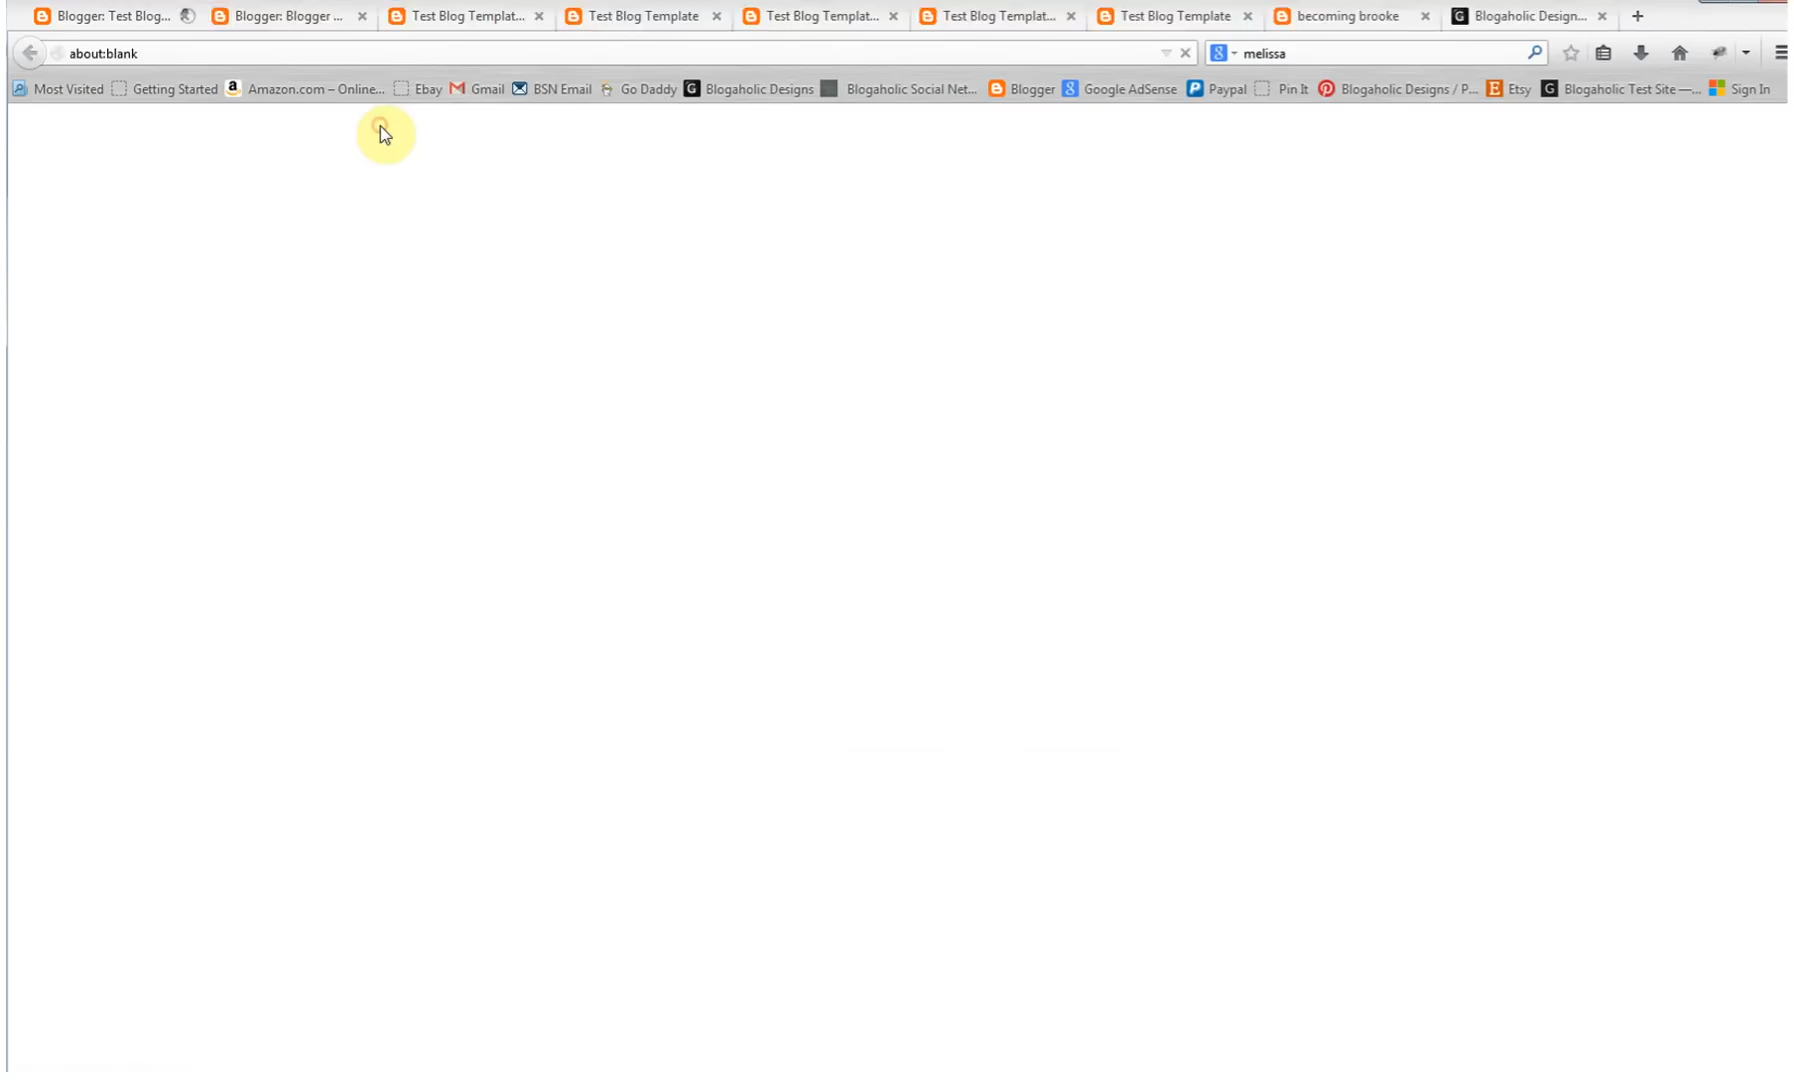 Blogger: Test Blog... Blogger: Blogger ... Test Blog Templat... Test Blog Template Test Blog Templat... Test Blog Templat... Test Blog Template becoming brooke Blogaholic Design...
about:blank melissa
Most Visited Getting Started Amazon.com – Online... Ebay Gmail BSN Email Go Daddy Blogaholic Designs Blogaholic Social Net... Blogger Google AdSense Paypal Pin It Blogaholic Designs / P... Etsy Blogaholic Test Site —... Sign In